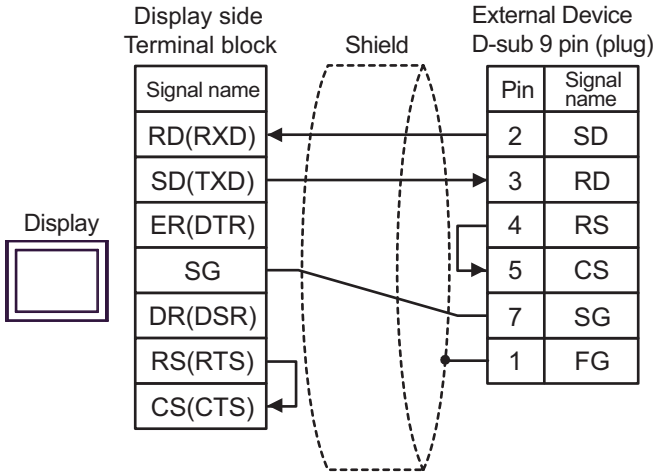 Display side
Terminal block
Shield
External Device
D-sub 9 pin (plug)
Signal name
Pin
Signal
name
RD(RXD)
2
SD
SD(TXD)
3
RD
Display
ER(DTR)
4
RS
SG
5
CS
DR(DSR)
7
SG
RS(RTS)
1
FG
CS(CTS)